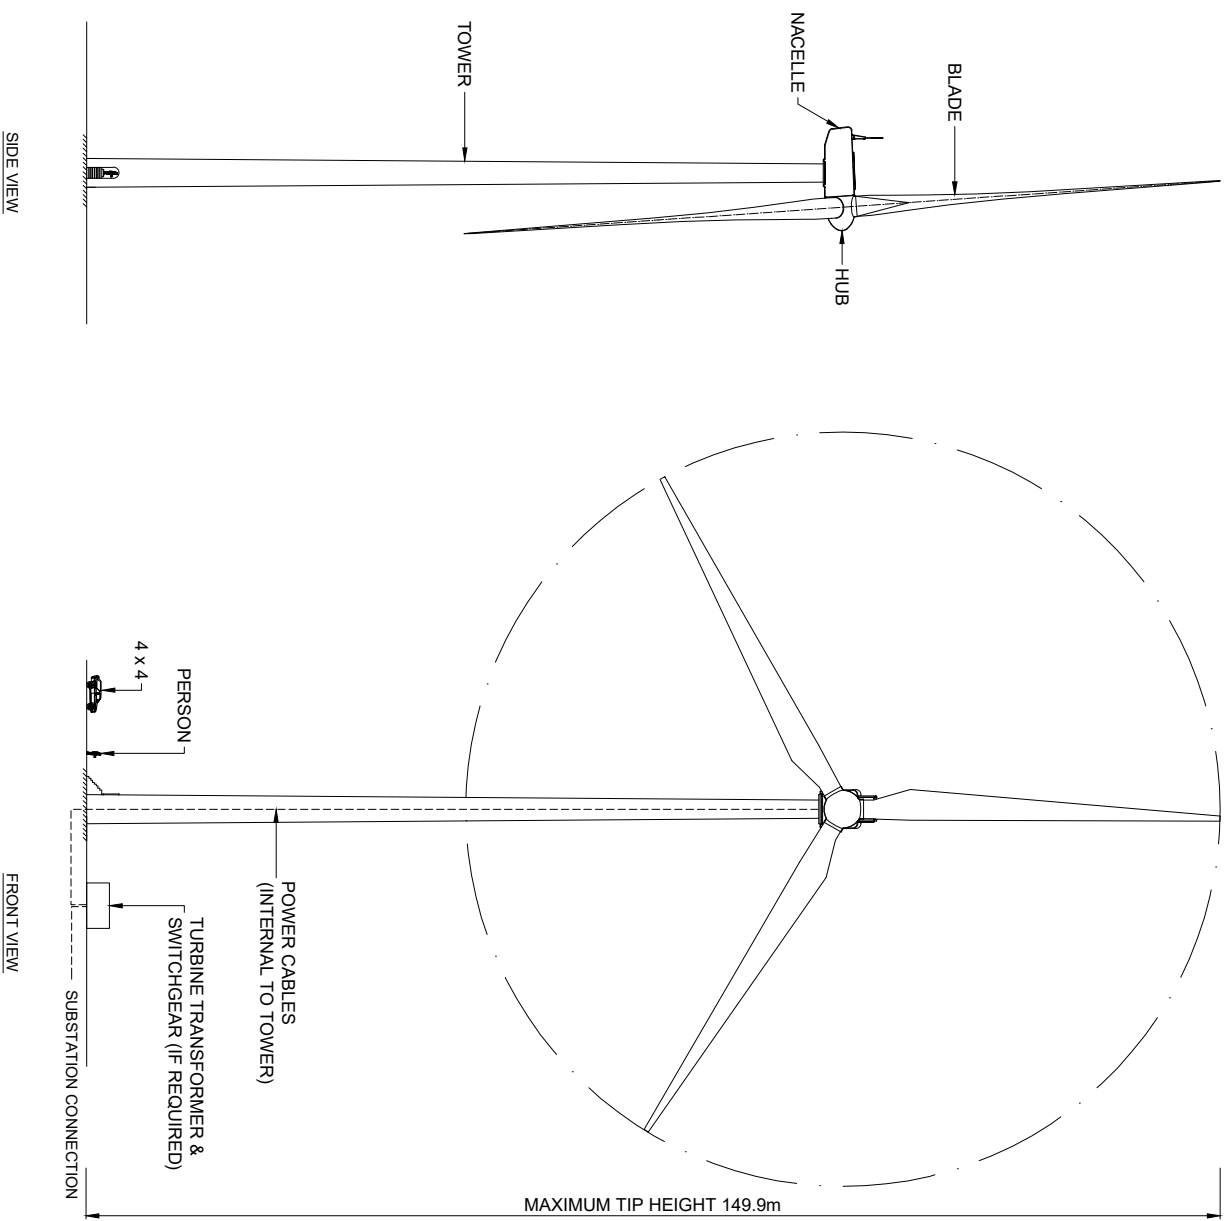 BLADE
NACELLE
HUB
TOWER
SIDE VIEW
MAXIMUM TIP HEIGHT 149.9m
POWER CABLES
(INTERNAL TO TOWER)
PERSON
4 x 4
TURBINE TRANSFORMER &
SWITCHGEAR (IF REQUIRED)
SUBSTATION CONNECTION
FRONT VIEW